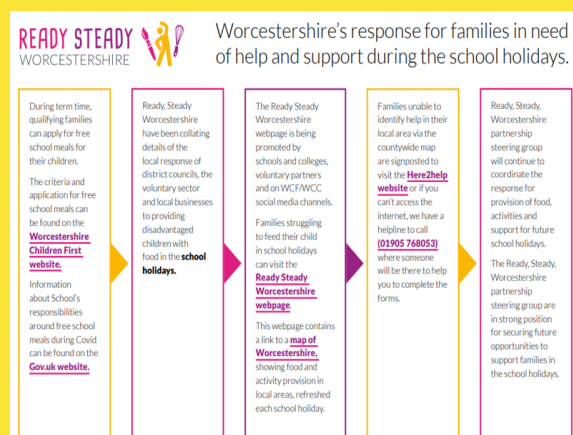 READY STEADY
WORCESTERSHIRE
Worcestershire's response for families in need
of help and support during the school holidays.
During term time,
qualifying families
can apply for free
school meals for
their children.
The criteria and
application for free
school meals can
be found on the
Worcestershire
Children First
website.
Information
about School's
responsibilities
around free school
meals during Covid
can be found on the
Gov.uk website.
Ready, Steady
Worcestershire
have been collating
details of the
local response of
district councils, the
voluntary sector
and local businesses
to providing
disadvantaged
children with
food in the school
holidays.
The Ready Steady
Worcestershire
webpage is being
promoted by
schools and colleges,
voluntary partners
and on WCF/WCC
social media channels.
Families struggling
to feed their child
in school holidays
can visit the
Ready Steady
Worcestershire
webpage.
This webpage contains
a link to a map of
Worcestershire,
showing food and
activity provision in
local areas, refreshed
each school holiday.
Families unable to
identify help in their
local area via the
countywide map
are signposted to
visit the Here2help
website or if you
can't access the
internet, we have a
helpline to call
(01905 768053)
where someone
will be there to help
you to complete the
forms.
Ready, Steady,
Worcestershire
partnership
steering group
will continue to
coordinate the
response for
provision of food,
activities and
support for future
school holidays.
The Ready, Steady,
Worcestershire
partnership
steering group are
in strong position
for securing future
opportunities to
support families in
the school holidays.